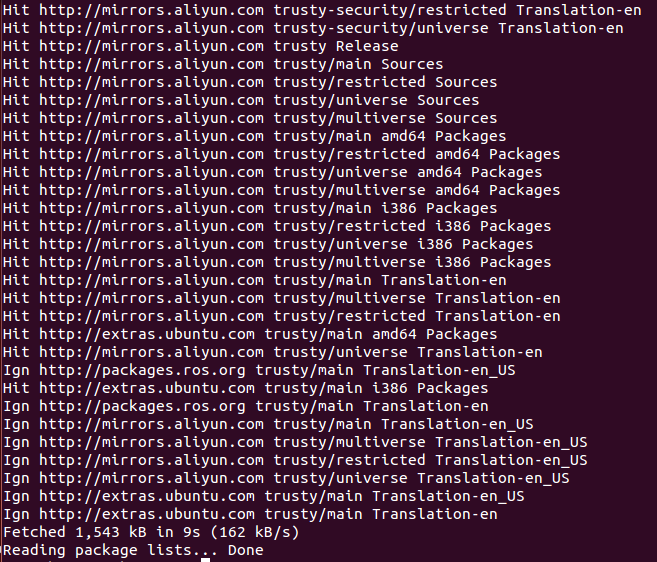 Hit http://mirrors.aliyun.com trusty-security/restricted Translation-en
Hit http://mirrors.aliyun.com trusty-security/universe Translation-en
Hit http://mirrors.aliyun.com trusty Release
Hit http://mirrors.aliyun.com trusty/main Sources
Hit http://mirrors.aliyun.com trusty/restricted Sources
Hit http://mirrors.aliyun.com trusty/universe Sources
Hit http://mirrors.aliyun.com trusty/multiverse Sources
Hit http://mirrors.aliyun.com trusty/main amd64 Packages
Hit http://mirrors.aliyun.com trusty/restricted amd64 Packages
Hit http://mirrors.aliyun.com trusty/universe amd64 Packages
Hit http://mirrors.aliyun.com trusty/multiverse amd64 Packages
Hit http://mirrors.aliyun.com trusty/main i386 Packages
Hit http://mirrors.aliyun.com trusty/restricted i386 Packages
Hit http://mirrors.aliyun.com trusty/universe i386 Packages
Hit http://mirrors.aliyun.com trusty/multiverse i386 Packages
Hit http://mirrors.aliyun.com trusty/main Translation-en
Hit http://mirrors.aliyun.com trusty/multiverse Translation-en
Hit http://mirrors.aliyun.com trusty/restricted Translation-en
Hit http://extras.ubuntu.com trusty/main amd64 Packages
Hit http://mirrors.aliyun.com trusty/universe Translation-en
Ign http://packages.ros.org trusty/main Translation-en_US
Hit http://extras.ubuntu.com trusty/main i386 Packages
Ign http://packages.ros.org trusty/main Translation-en
Ign http://mirrors.aliyun.com trusty/main Translation-en_US
Ign http://mirrors.aliyun.com trusty/multiverse Translation-en_US
Ign http://mirrors.aliyun.com trusty/restricted Translation-en_US
Ign http://mirrors.aliyun.com trusty/universe Translation-en_US
Ign http://extras.ubuntu.com trusty/main Translation-en_US
Ign http://extras.ubuntu.com trusty/main Translation-en
Fetched 1,543 kB in 9s (162 kB/s)
Reading package lists... Done